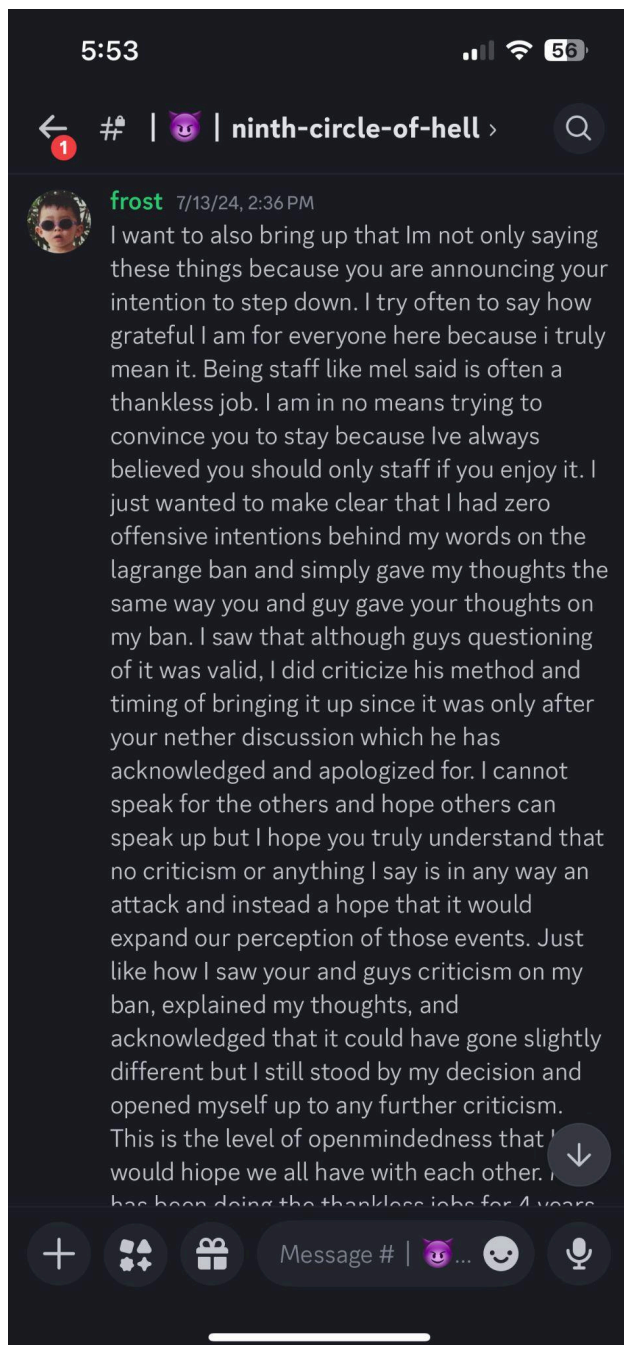 5:53
56
1
# | 😈 | ninth-circle-of-hell ›
frost 7/13/24, 2:36 PM
I want to also bring up that Im not only saying
these things because you are announcing your
intention to step down. I try often to say how
grateful I am for everyone here because i truly
mean it. Being staff like mel said is often a
thankless job. I am in no means trying to
convince you to stay because Ive always
believed you should only staff if you enjoy it. I
just wanted to make clear that I had zero
offensive intentions behind my words on the
lagrange ban and simply gave my thoughts the
same way you and guy gave your thoughts on
my ban. I saw that although guys questioning
of it was valid, I did criticize his method and
timing of bringing it up since it was only after
your nether discussion which he has
acknowledged and apologized for. I cannot
speak for the others and hope others can
speak up but I hope you truly understand that
no criticism or anything I say is in any way an
attack and instead a hope that it would
expand our perception of those events. Just
like how I saw your and guys criticism on my
ban, explained my thoughts, and
acknowledged that it could have gone slightly
different but I still stood by my decision and
opened myself up to any further criticism.
This is the level of openmindedness that
would hiope we all have with each other.
has been doing the thankless jobs for 4 years
Message # | 😈...